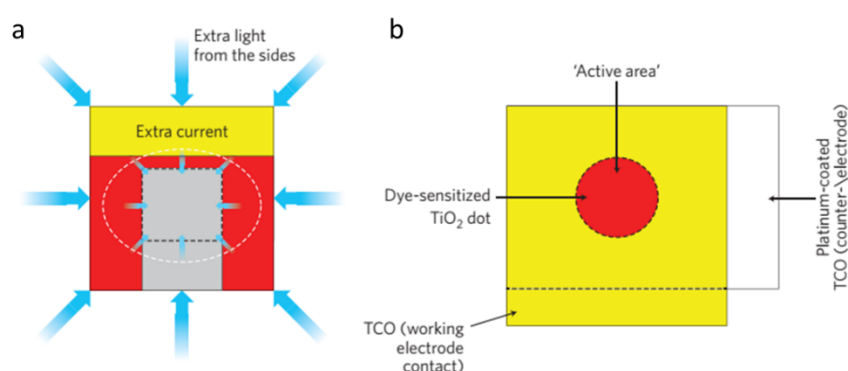 a
Extra light
from the sides
Extra current
b
'Active area'
Dye-sensitized
TiO2 dot
TCO (working
electrode
contact)
Platinum-coated
TCO (counter-\electrode)